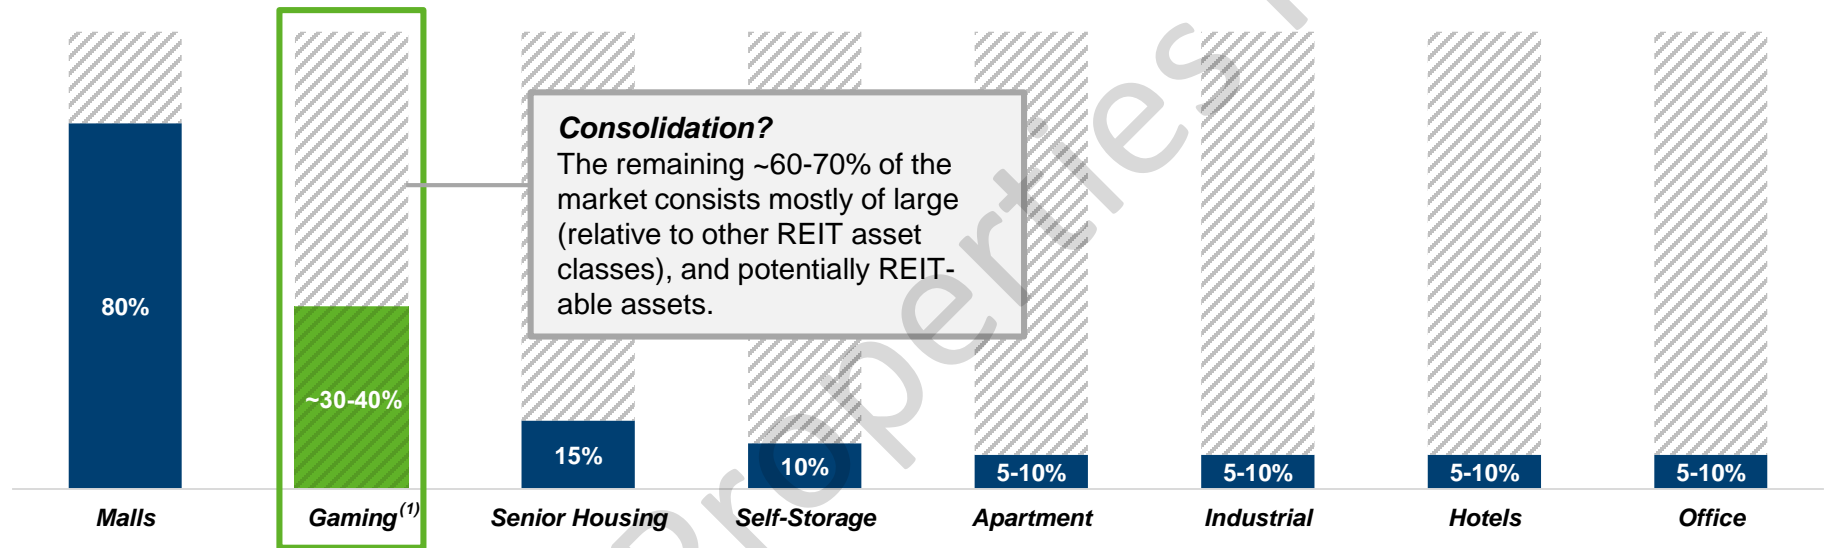 Consolidation?
The remaining ~60-70% of the
market consists mostly of large
(relative to other REIT asset
classes), and potentially REIT-
able assets.
80%
~30-40%
15%
10%
5-10%
5-10%
5-10%
5-10%
Malls
Gaming(1)
Senior Housing
Self-Storage
Apartment
Industrial
Hotels
Office
Properties